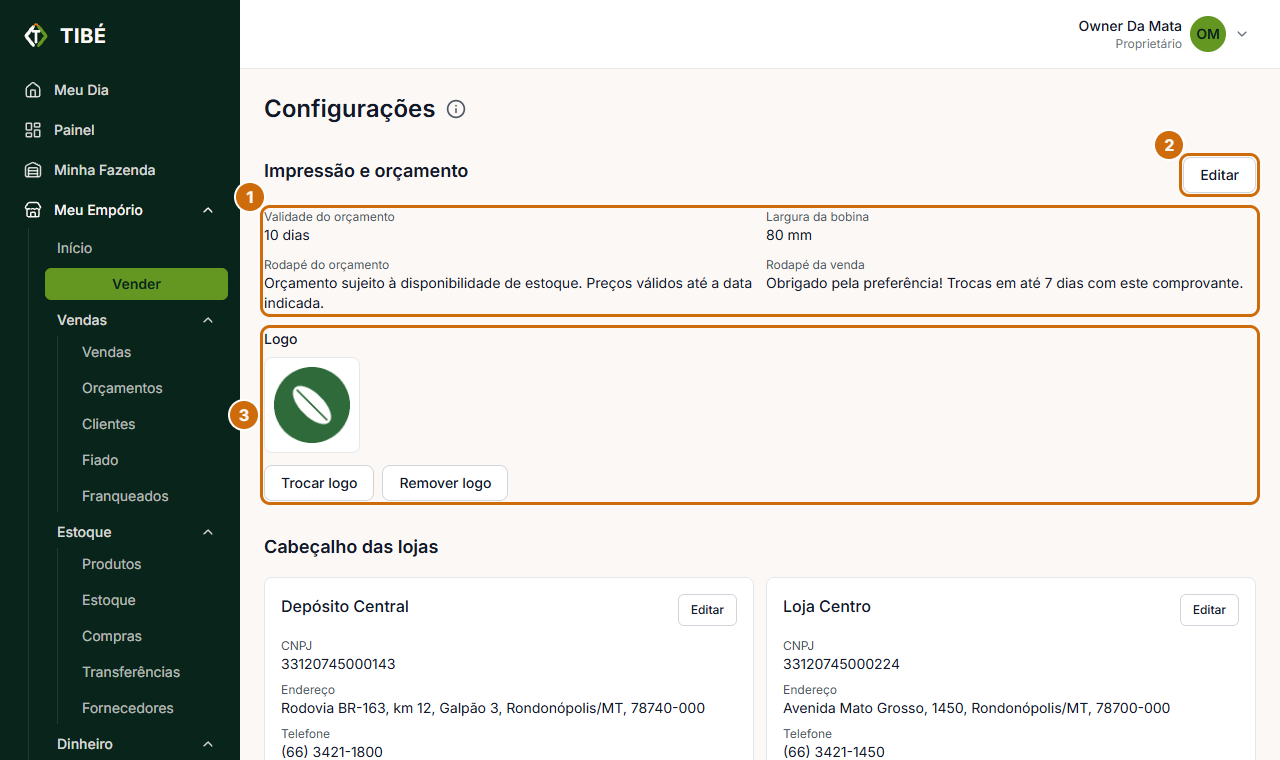 TIBÉ
Meu Dia
Painel
Minha Fazenda
Meu Empório
Início
Vender
Vendas
Vendas
Orçamentos
Clientes
Fiado
Franqueados
Estoque
Produtos
Estoque
Compras
Transferências
Fornecedores
Dinheiro
Owner Da Mata
Proprietário
OM
Configurações
Impressão e orçamento
2
Editar
1
Validade do orçamento
10 dias
Largura da bobina
80 mm
Rodapé do orçamento
Orçamento sujeito à disponibilidade de estoque. Preços válidos até a data
indicada.
Rodapé da venda
Obrigado pela preferência! Trocas em até 7 dias com este comprovante.
Logo
3
Trocar logo
Remover logo
Cabeçalho das lojas
Depósito Central
Editar
CNPJ
33120745000143
Endereço
Rodovia BR-163, km 12, Galpão 3, Rondonópolis/MT, 78740-000
Telefone
(66) 3421-1800
Loja Centro
Editar
CNPJ
33120745000224
Endereço
Avenida Mato Grosso, 1450, Rondonópolis/MT, 78700-000
Telefone
(66) 3421-1450